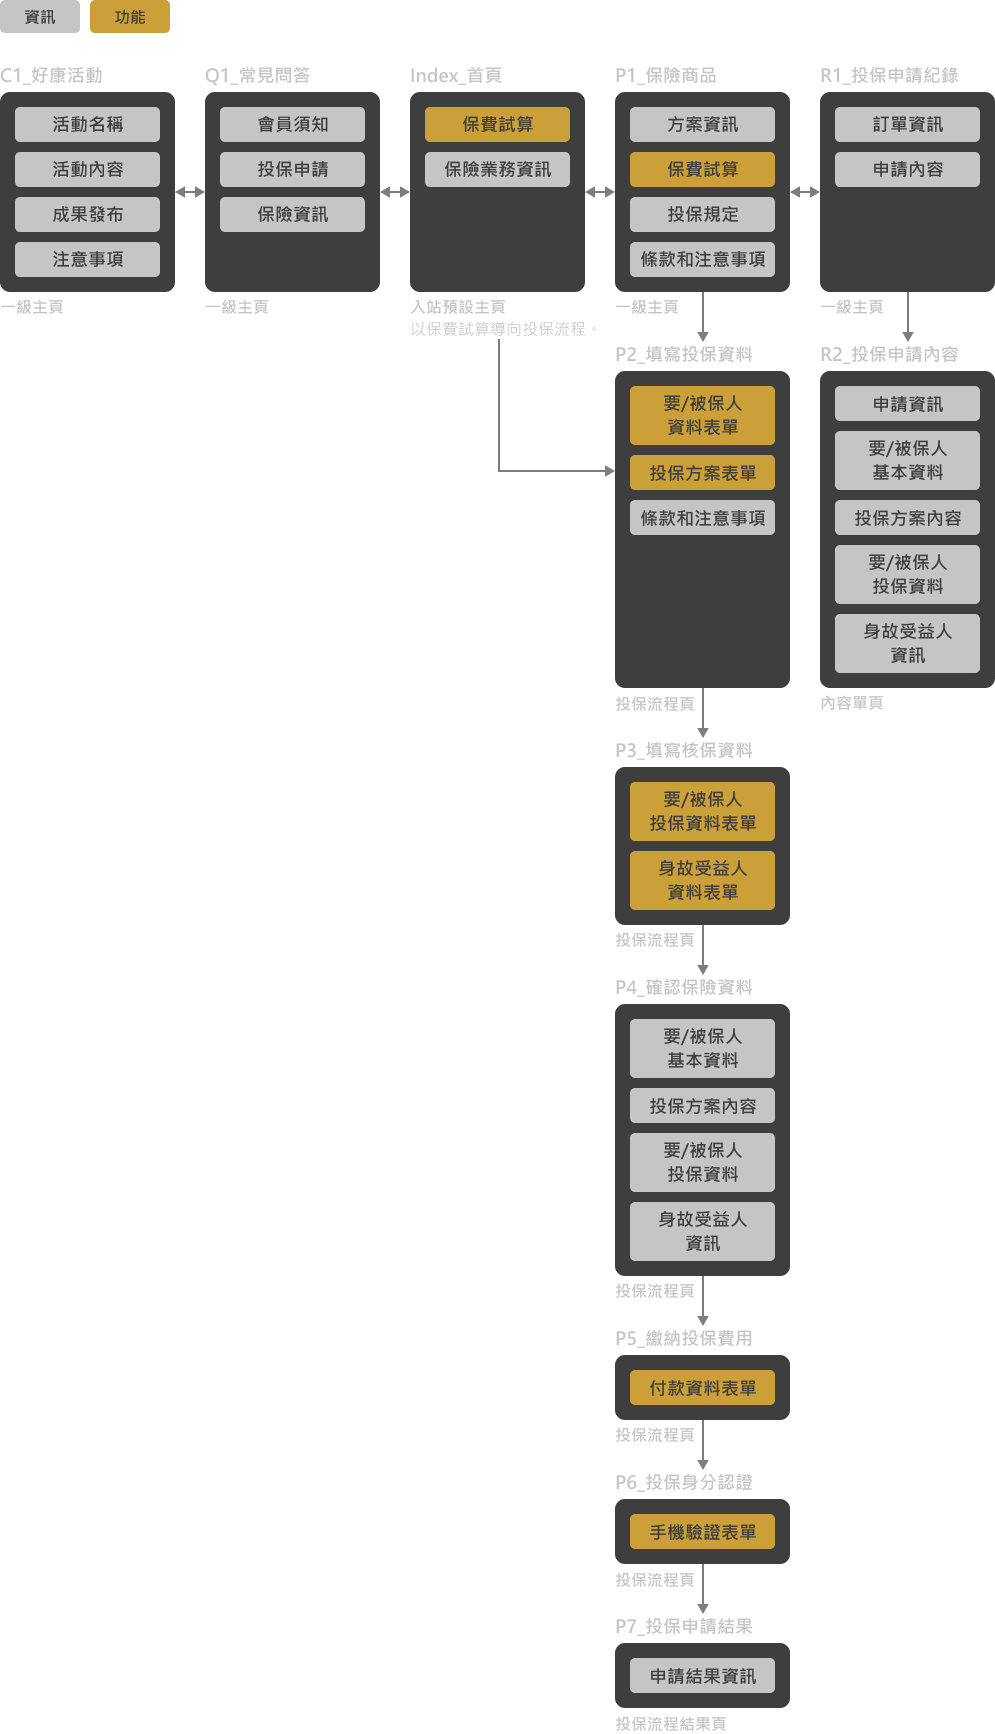 資訊
功能
C1_好康活動
活動名稱
活動內容
成果發布
注意事項
一級主頁
Q1_常見問答
會員須知
投保申請
保險資訊
一級主頁
Index_首頁
保費試算
保險業務資訊
入站預設主頁
以保費試算導向投保流程。
P1_保險商品
方案資訊
保費試算
投保規定
條款和注意事項
一級主頁
R1_投保申請紀錄
訂單資訊
申請內容
一級主頁
P2_填寫投保資料
要/被保人
資料表單
投保方案表單
條款和注意事項
投保流程頁
R2_投保申請內容
申請資訊
要/被保人
基本資料
投保方案內容
要/被保人
投保資料
身故受益人
資訊
內容單頁
P3_填寫核保資料
要/被保人
投保資料表單
身故受益人
資料表單
投保流程頁
P4_確認保險資料
要/被保人
基本資料
投保方案內容
要/被保人
投保資料
身故受益人
資訊
投保流程頁
P5_繳納投保費用
付款資料表單
投保流程頁
P6_投保身分認證
手機驗證表單
投保流程頁
P7_投保申請結果
申請結果資訊
投保流程結果頁